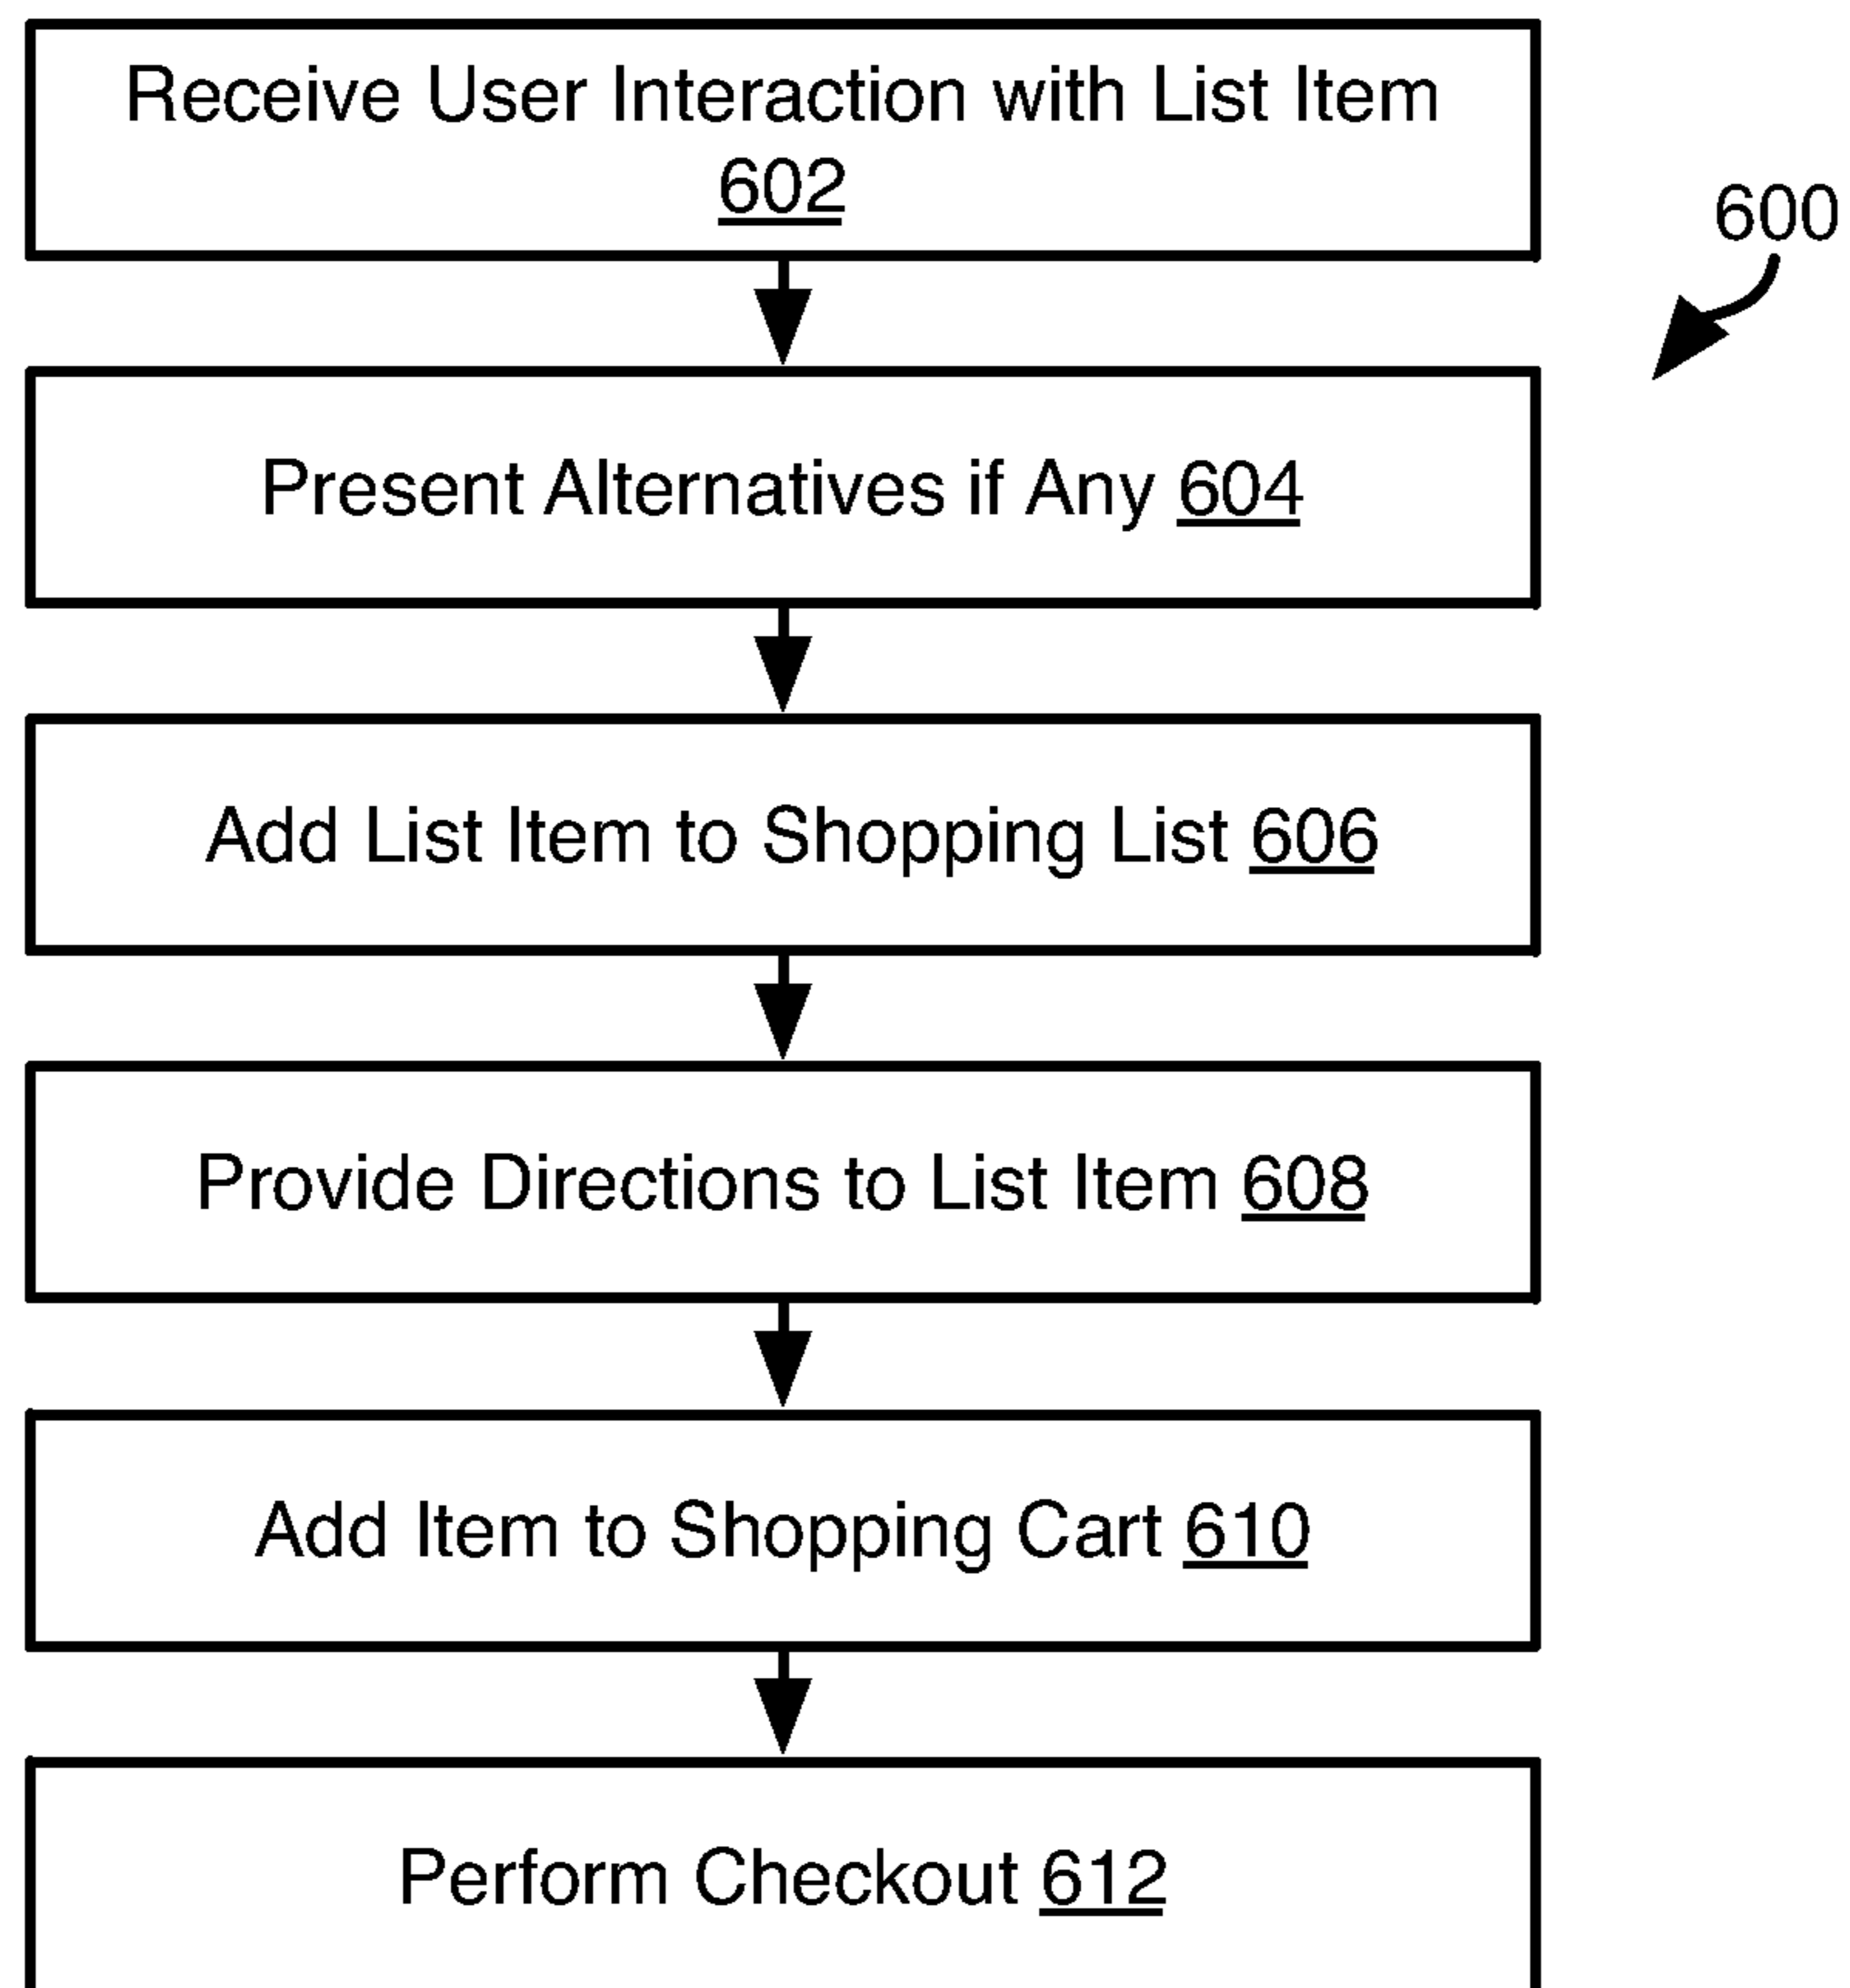 Receive User Interaction with List Item
602
600
Present Alternatives if Any 604
Add List Item to Shopping List 606
Provide Directions to List Item 608
Add Item to Shopping Cart 610
Perform Checkout 612